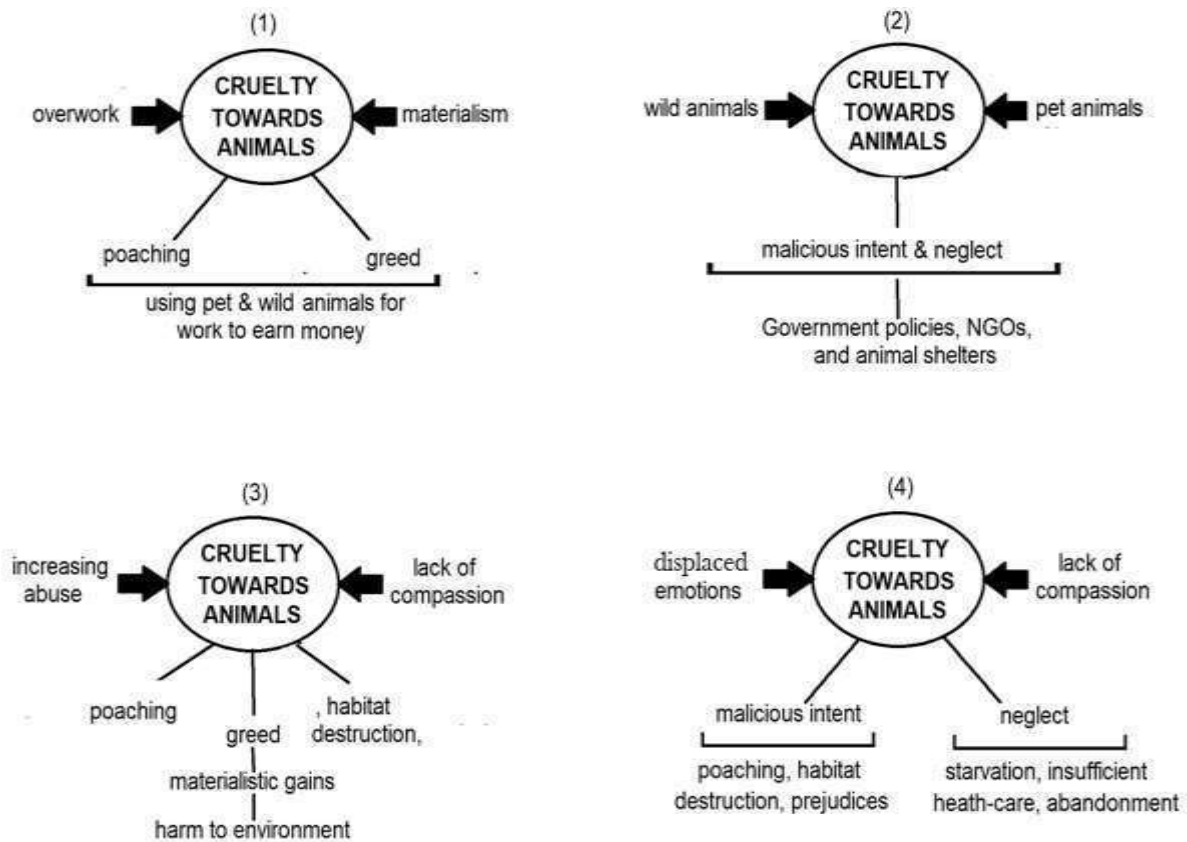 (1)
CRUELTY
TOWARDS
ANIMALS
overwork
materialism
poaching
greed
using pet & wild animals for
work to earn money
(2)
CRUELTY
TOWARDS
ANIMALS
wild animals
pet animals
malicious intent & neglect
Government policies, NGOs,
and animal shelters
(3)
CRUELTY
TOWARDS
ANIMALS
increasing
abuse
lack of
compassion
poaching
greed
, habitat
destruction,
materialistic gains
harm to environment
(4)
CRUELTY
TOWARDS
ANIMALS
displaced
emotions
lack of
compassion
malicious intent
poaching, habitat
destruction, prejudices
neglect
starvation, insufficient
heath-care, abandonment